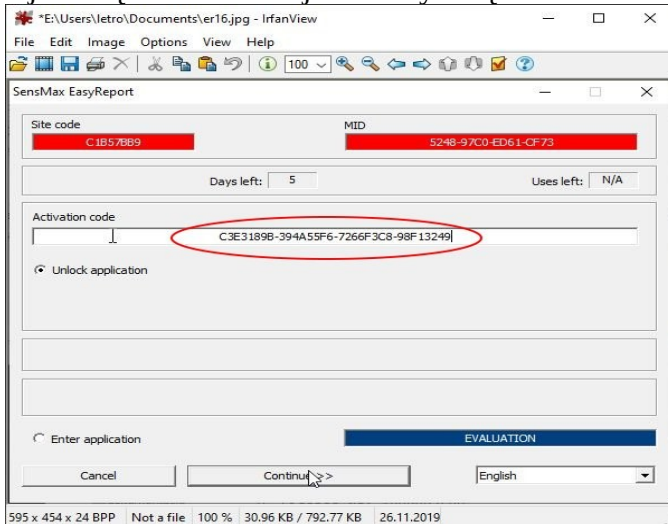 *E:\Users\letro\Documents\er16.jpg - IrfanView
File Edit Image Options View Help
100
SensMax EasyReport
Site code MID
C1B57BB9 5248-97C0-ED61-CF73
Days left: 5 Uses left: N/A
Activation code
C3E3189B-394A55F6-7266F3C8-98F13249
Unlock application
Enter application EVALUATION
Cancel Continue >> English
595 x 454 x 24 BPP Not a file 100 % 30.96 KB / 792.77 KB 26.11.2019